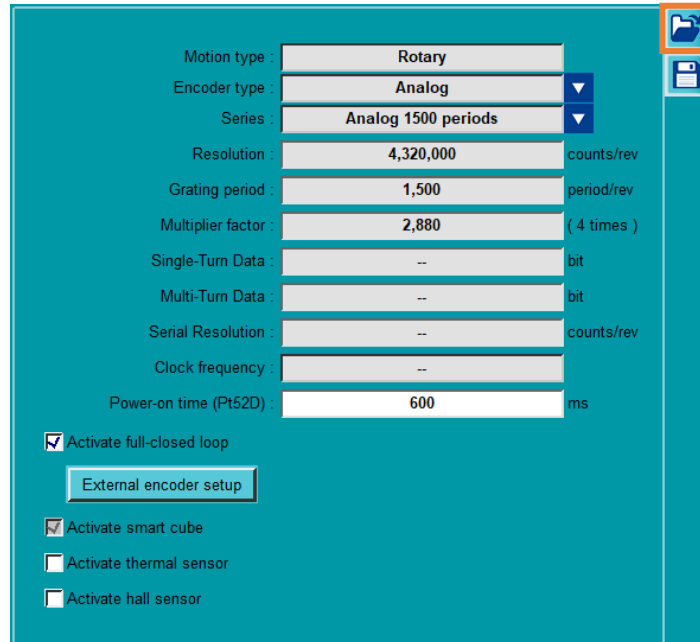 Motion type : Rotary
Encoder type : Analog
Series : Analog 1500 periods
Resolution : 4,320,000 counts/rev
Grating period : 1,500 period/rev
Multiplier factor : 2,880 ( 4 times )
Single-Turn Data : -- bit
Multi-Turn Data : -- bit
Serial Resolution : -- counts/rev
Clock frequency : --
Power-on time (Pt52D) : 600 ms
Activate full-closed loop
External encoder setup
Activate smart cube
Activate thermal sensor
Activate hall sensor